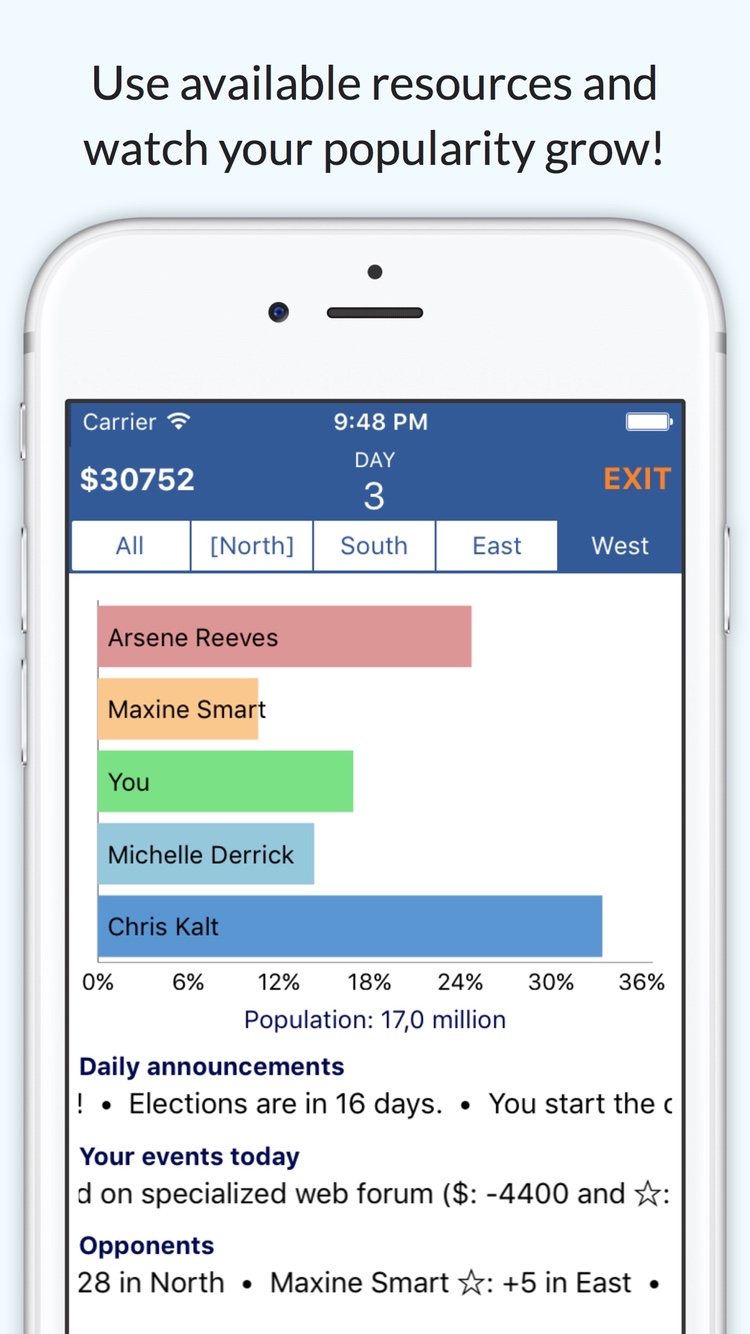 Use available resources and
watch your popularity grow!
Carrier 9:48 PM
$30752 DAY 3 EXIT
All [North] South East West
Arsene Reeves
Maxine Smart
You
Michelle Derrick
Chris Kalt
0% 6% 12% 18% 24% 30% 36%
Population: 17,0 million
Daily announcements
! • Elections are in 16 days. • You start the
Your events today
on specialized web forum ($: -4400 and ☆:
Opponents
28 in North • Maxine Smart ☆: +5 in East •